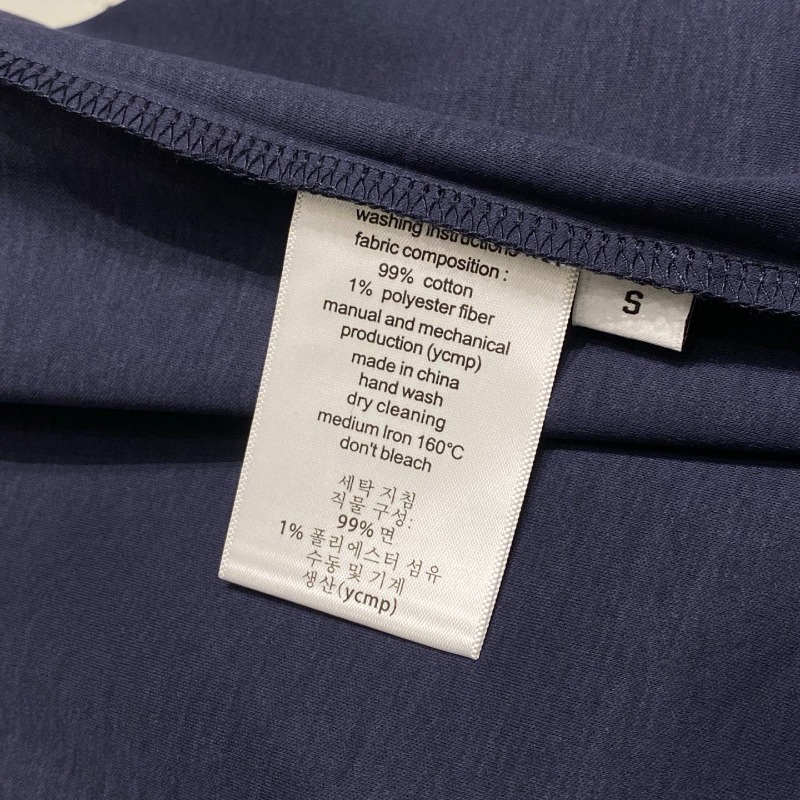 washing instructions
fabric composition :
99% cotton
1% polyester fiber
manual and mechanical
production (ycmp)
made in china
hand wash
dry cleaning
medium Iron 160°C
don't bleach
세탁 지침
직물 구성:
99% 면
1% 폴리에스터 섬유
수동 및 기계
생산(ycmp)
S